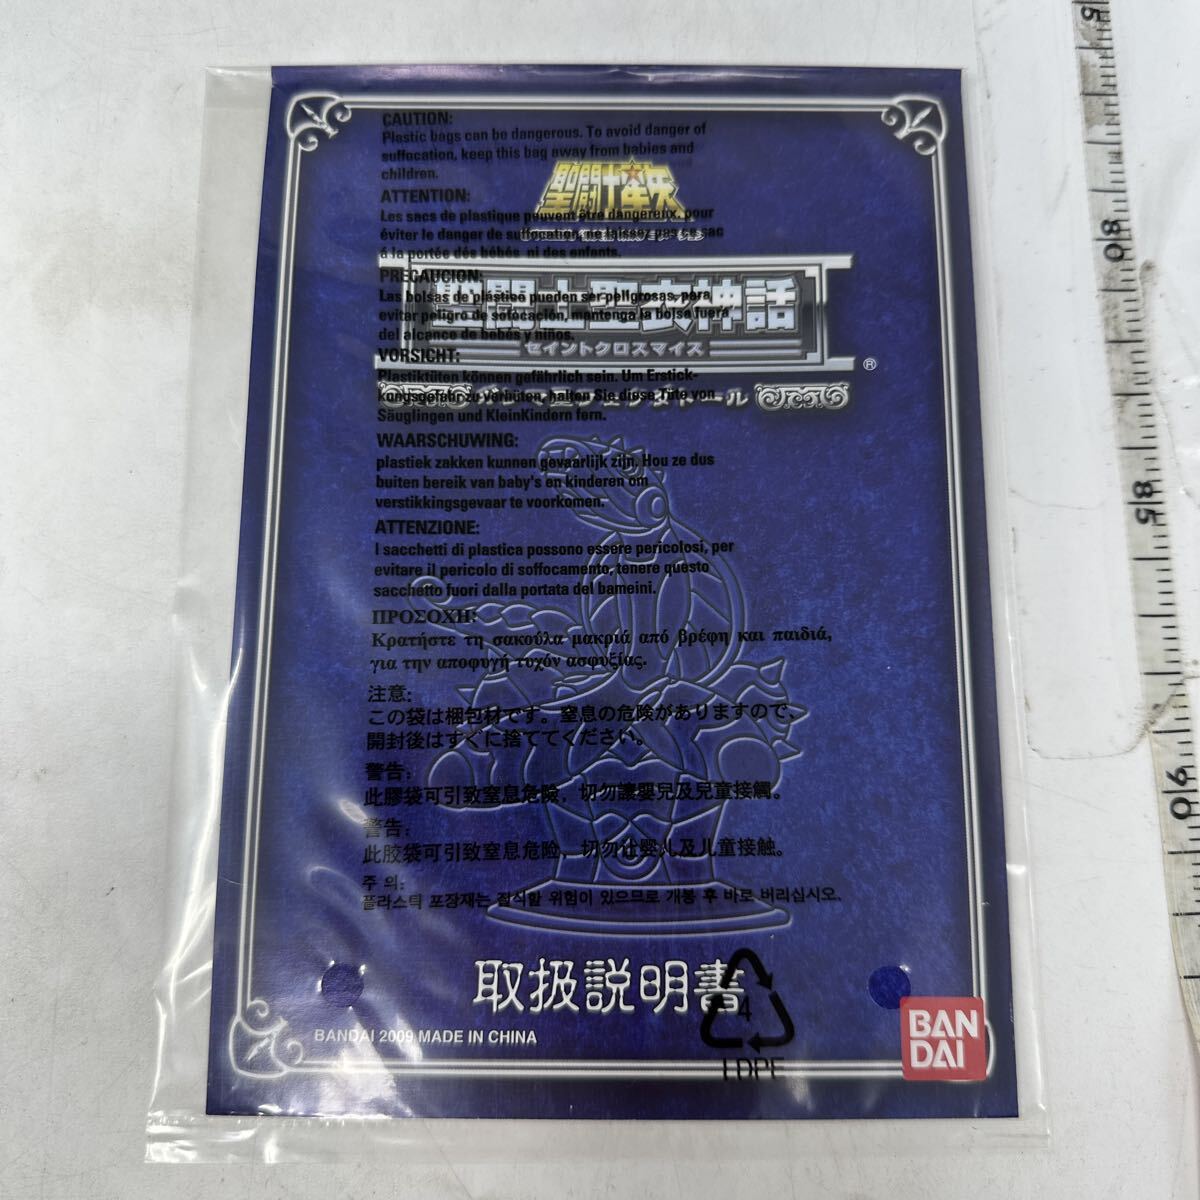 CAUTION:
Plastic bags can be dangerous. To avoid danger of
suffocation, keep this bag away from babies and
children.
聖闘士星矢
ATTENTION:
Les sacs de plastique peuvent être dangereux. pour
éviter le danger de suffocation, ne laissez pas ce sac
á la portée dés bébés ni des enfants.
PRECAUCION:
Las bolsas de plástico pueden ser peligrosas, para
evitar peligro de sofocación, mantenga la bolsa fuera
del alcance de bebés y niños.
聖闘士聖衣神話
セイントクロスマイス
®
VORSICHT:
Plastiktüten können gefährlich sein. Um Erstick-
kungsgefahr zu verhüten, halten Sie diese Tüte von
Säuglingen und KleinKindern fern.
WAARSCHUWING:
plastiek zakken kunnen gevaarlijk zijn. Hou ze dus
buiten bereik van baby's en kinderen om
verstikkingsgevaar te voorkomen.
ATTENZIONE:
I sacchetti di plastica possono essere pericolosi, per
evitare il pericolo di soffocamento, tenere questo
sacchetto fuori dalla portata del bameini.
ΠΡΟΣΟΧΗ:
Κρατήστε τη σακούλα μακριά από βρέφη και παιδιά,
για την αποφυγή τυχόν ασφυξίας.
注意:
この袋は梱包材です。窒息の危険がありますので、
開封後はすぐに捨ててください。
警告:
此膠袋可引致窒息危險，切勿讓嬰兒及兒童接觸。
警告:
此胶袋可引致窒息危险，切勿让婴儿及儿童接触。
주 의:
플라스틱 포장재는 질식할 위험이 있으므로 개봉 후 바로 버리십시오.
取扱説明書
4
LDPE
BANDAI 2009 MADE IN CHINA
BAN
DAI
80
85
90